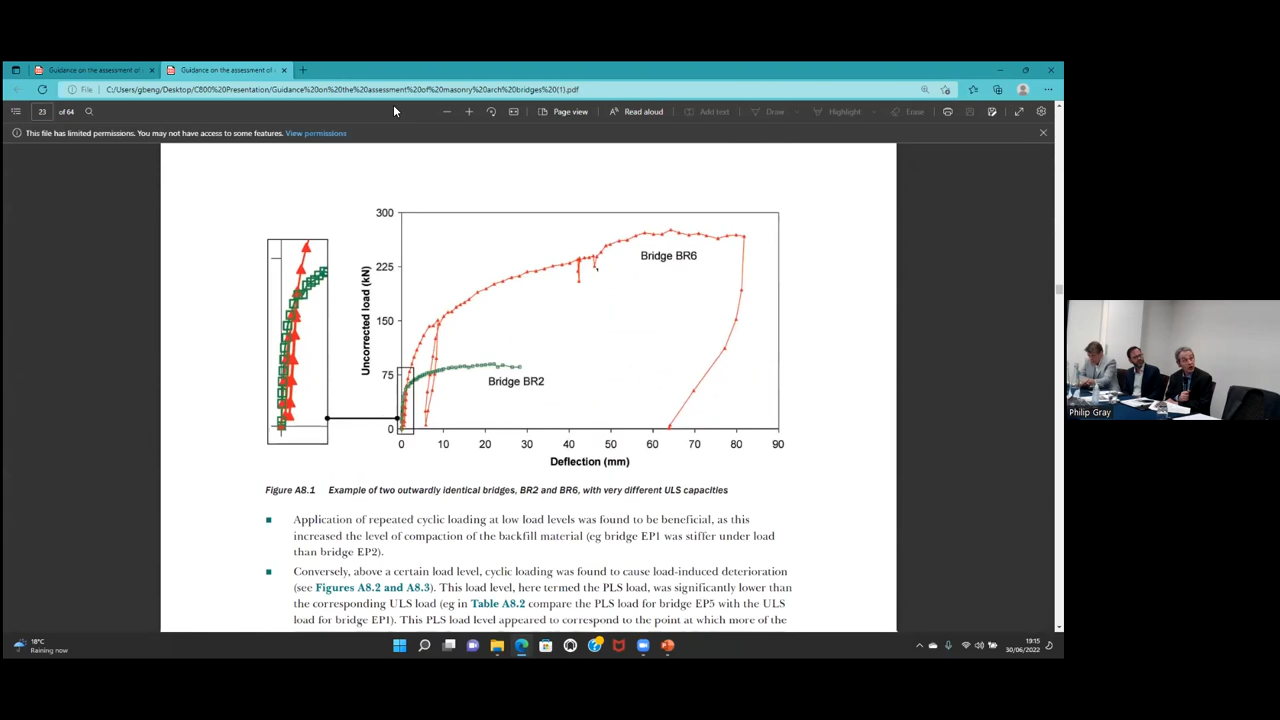 Guidance on the assessment of
Guidance on the assessment of
File
C:/Users/gbeng/Desktop/C800%20Presentation/Guidance%20on%20the%20assessment%20of%20masonry%20arch%20bridges%20(1).pdf
23 of 64
Page view
Read aloud
Add text
Draw
Highlight
Erase
This file has limited permissions. You may not have access to some features. View permissions
300
225
150
75
0
Uncorrected load (kN)
Bridge BR6
Bridge BR2
0 10 20 30 40 50 60 70 80 90
Deflection (mm)
Figure A8.1 Example of two outwardly identical bridges, BR2 and BR6, with very different ULS capacities
Application of repeated cyclic loading at low load levels was found to be beneficial, as this
increased the level of compaction of the backfill material (eg bridge EP1 was stiffer under load
than bridge EP2).
Conversely, above a certain load level, cyclic loading was found to cause load-induced deterioration
(see Figures A8.2 and A8.3). This load level, here termed the PLS load, was significantly lower than
the corresponding ULS load (eg in Table A8.2 compare the PLS load for bridge EP5 with the ULS
load for bridge EP1). This PLS load level appeared to correspond to the point at which more of the
Philip Gray
18°C
Raining now
19:15
30/06/2022